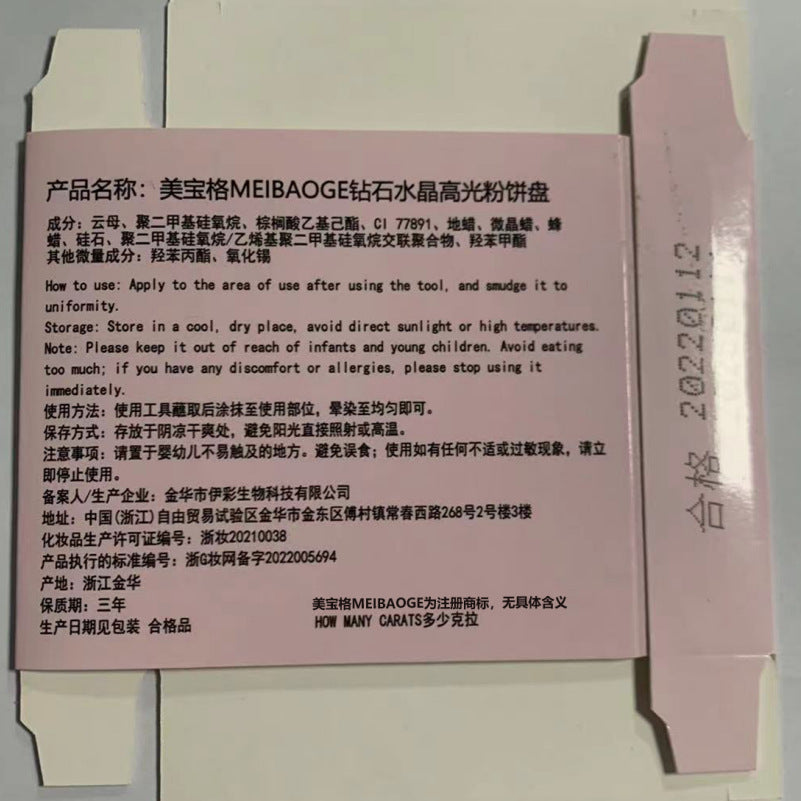 产品名称：美宝格MEIBAOGE钻石水晶高光粉饼盘
成分：云母、聚二甲基硅氧烷、棕榈酸乙基己酯、CI 77891、地蜡、微晶蜡、蜂
蜡、硅石、聚二甲基硅氧烷/乙烯基聚二甲基硅氧烷交联聚合物、羟苯甲酯
其他微量成分：羟苯丙酯、氧化锡
How to use: Apply to the area of use after using the tool, and smudge it to
uniformity.
Storage: Store in a cool, dry place, avoid direct sunlight or high temperatures.
Note: Please keep it out of reach of infants and young children. Avoid eating
too much; if you have any discomfort or allergies, please stop using it
immediately.
使用方法：使用工具蘸取后涂抹至使用部位，晕染至均匀即可。
保存方式：存放于阴凉干爽处，避免阳光直接照射或高温。
注意事项：请置于婴幼儿不易触及的地方。避免误食；使用如有任何不适或过敏现象，请立
即停止使用。
备案人/生产企业：金华市伊彩生物科技有限公司
地址：中国(浙江)自由贸易试验区金华市金东区傅村镇常春西路268号2号楼3楼
化妆品生产许可证编号：浙妆20210038
产品执行的标准编号：浙G妆网备字2022005694
产地：浙江金华
保质期：三年
生产日期见包装 合格品
美宝格MEIBAOGE为注册商标，无具体含义
HOW MANY CARATS多少克拉
合格 20220112